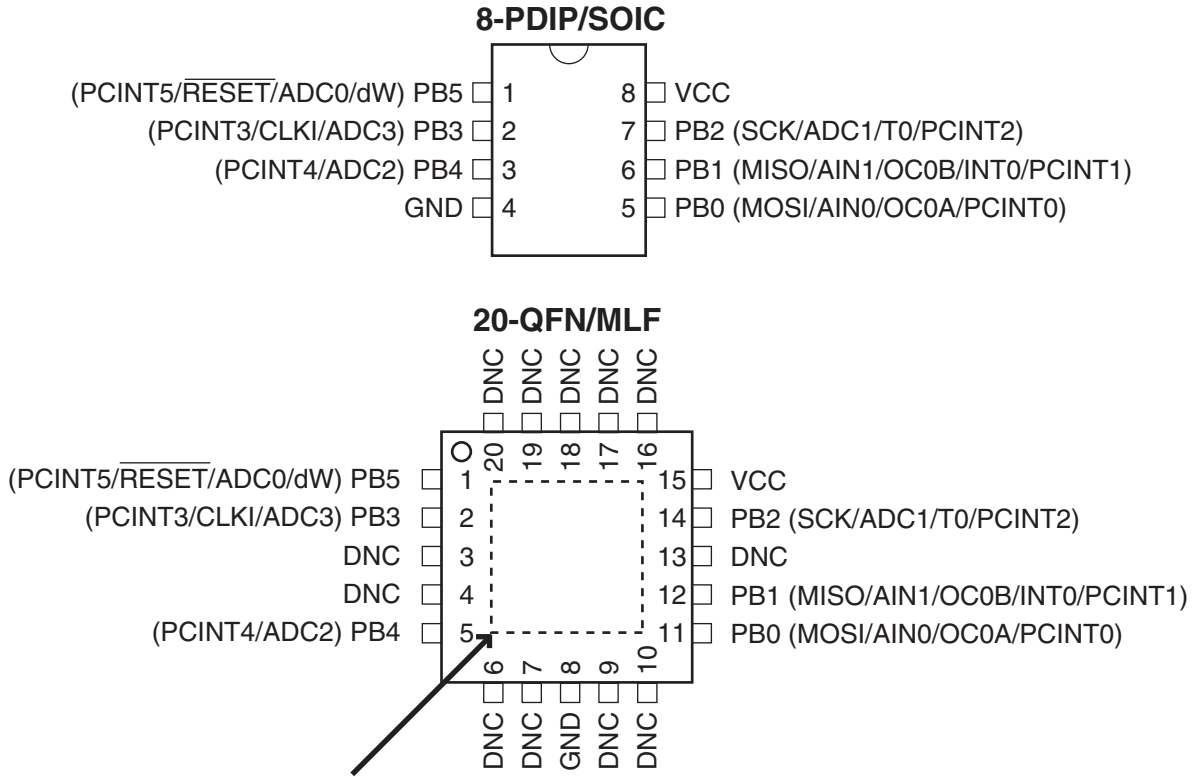 8-PDIP/SOIC
(PCINT5/RESET/ADC0/dW) PB5 1 8 VCC
(PCINT3/CLKI/ADC3) PB3 2 7 PB2 (SCK/ADC1/T0/PCINT2)
(PCINT4/ADC2) PB4 3 6 PB1 (MISO/AIN1/OC0B/INT0/PCINT1)
GND 4 5 PB0 (MOSI/AIN0/OC0A/PCINT0)
20-QFN/MLF
DNC DNC DNC DNC DNC
20 19 18 17 16
(PCINT5/RESET/ADC0/dW) PB5 1 15 VCC
(PCINT3/CLKI/ADC3) PB3 2 14 PB2 (SCK/ADC1/T0/PCINT2)
DNC 3 13 DNC
DNC 4 12 PB1 (MISO/AIN1/OC0B/INT0/PCINT1)
(PCINT4/ADC2) PB4 5 11 PB0 (MOSI/AIN0/OC0A/PCINT0)
6 7 8 9 10
DNC DNC GND DNC DNC